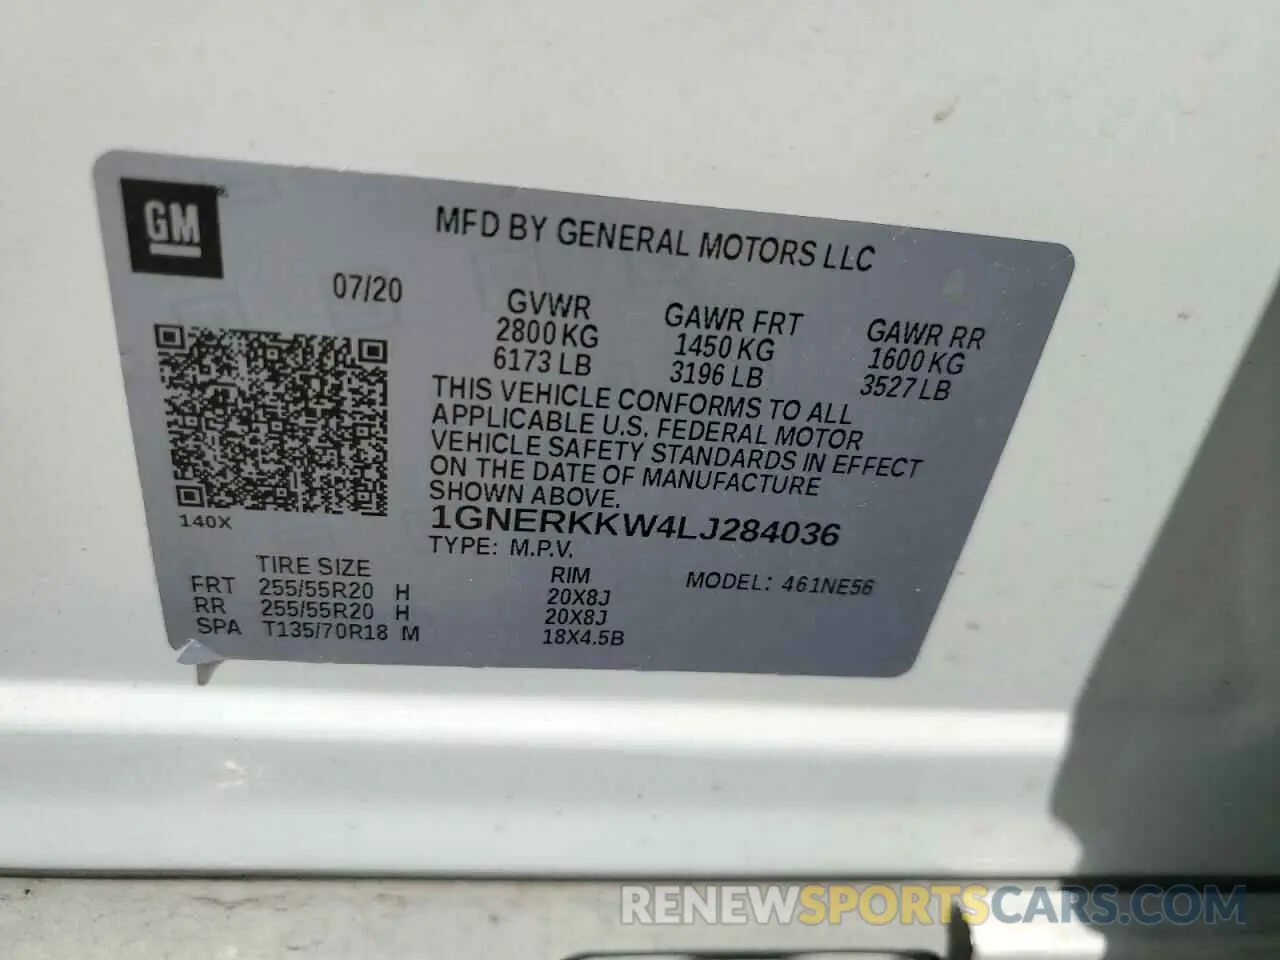 GM
MFD BY GENERAL MOTORS LLC
07/20
GVWR
2800 KG
6173 LB
GAWR FRT
1450 KG
3196 LB
GAWR RR
1600 KG
3527 LB
THIS VEHICLE CONFORMS TO ALL
APPLICABLE U.S. FEDERAL MOTOR
VEHICLE SAFETY STANDARDS IN EFFECT
ON THE DATE OF MANUFACTURE
SHOWN ABOVE.
140X
1GNERKKW4LJ284036
TYPE: M.P.V.
MODEL: 461NE56
TIRE SIZE RIM
FRT 255/55R20 H 20X8J
RR 255/55R20 H 20X8J
SPA T135/70R18 M 18X4.5B
RENEWSPORTSCARS.COM